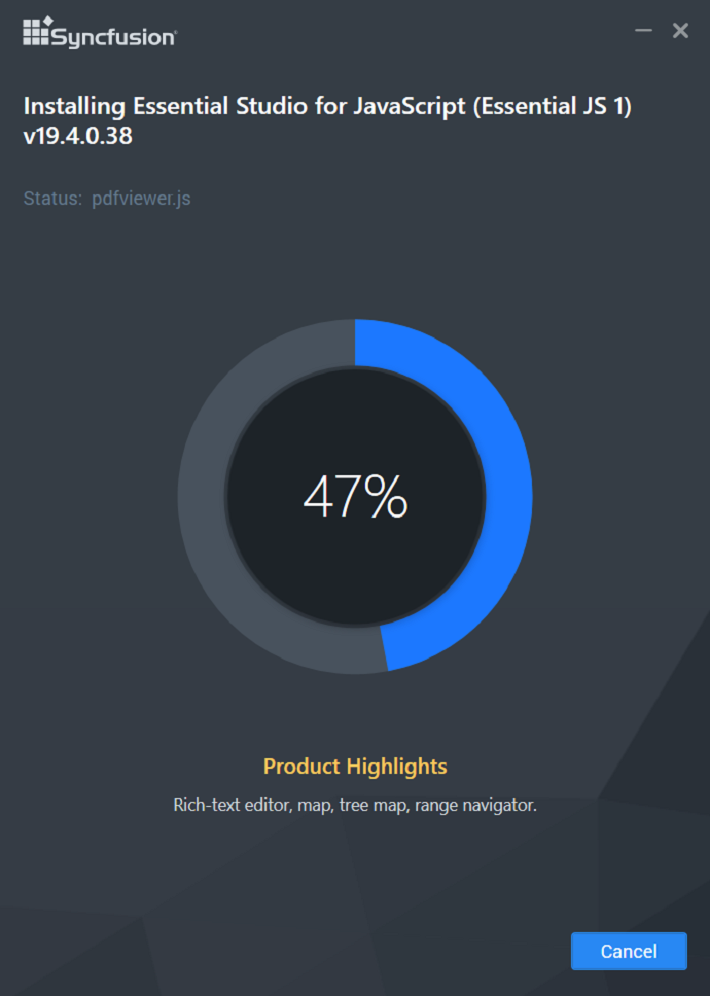 Syncfusion
Installing Essential Studio for JavaScript (Essential JS 1)
v19.4.0.38
Status: pdfviewer.js
47%
Product Highlights
Rich-text editor, map, tree map, range navigator.
Cancel